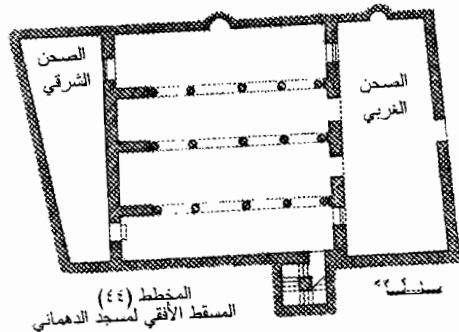 الصحن
الشرقي
الصحن
الغربي
المخطط (٤٤)
المسقط الأفقي لمسجد الدهماني